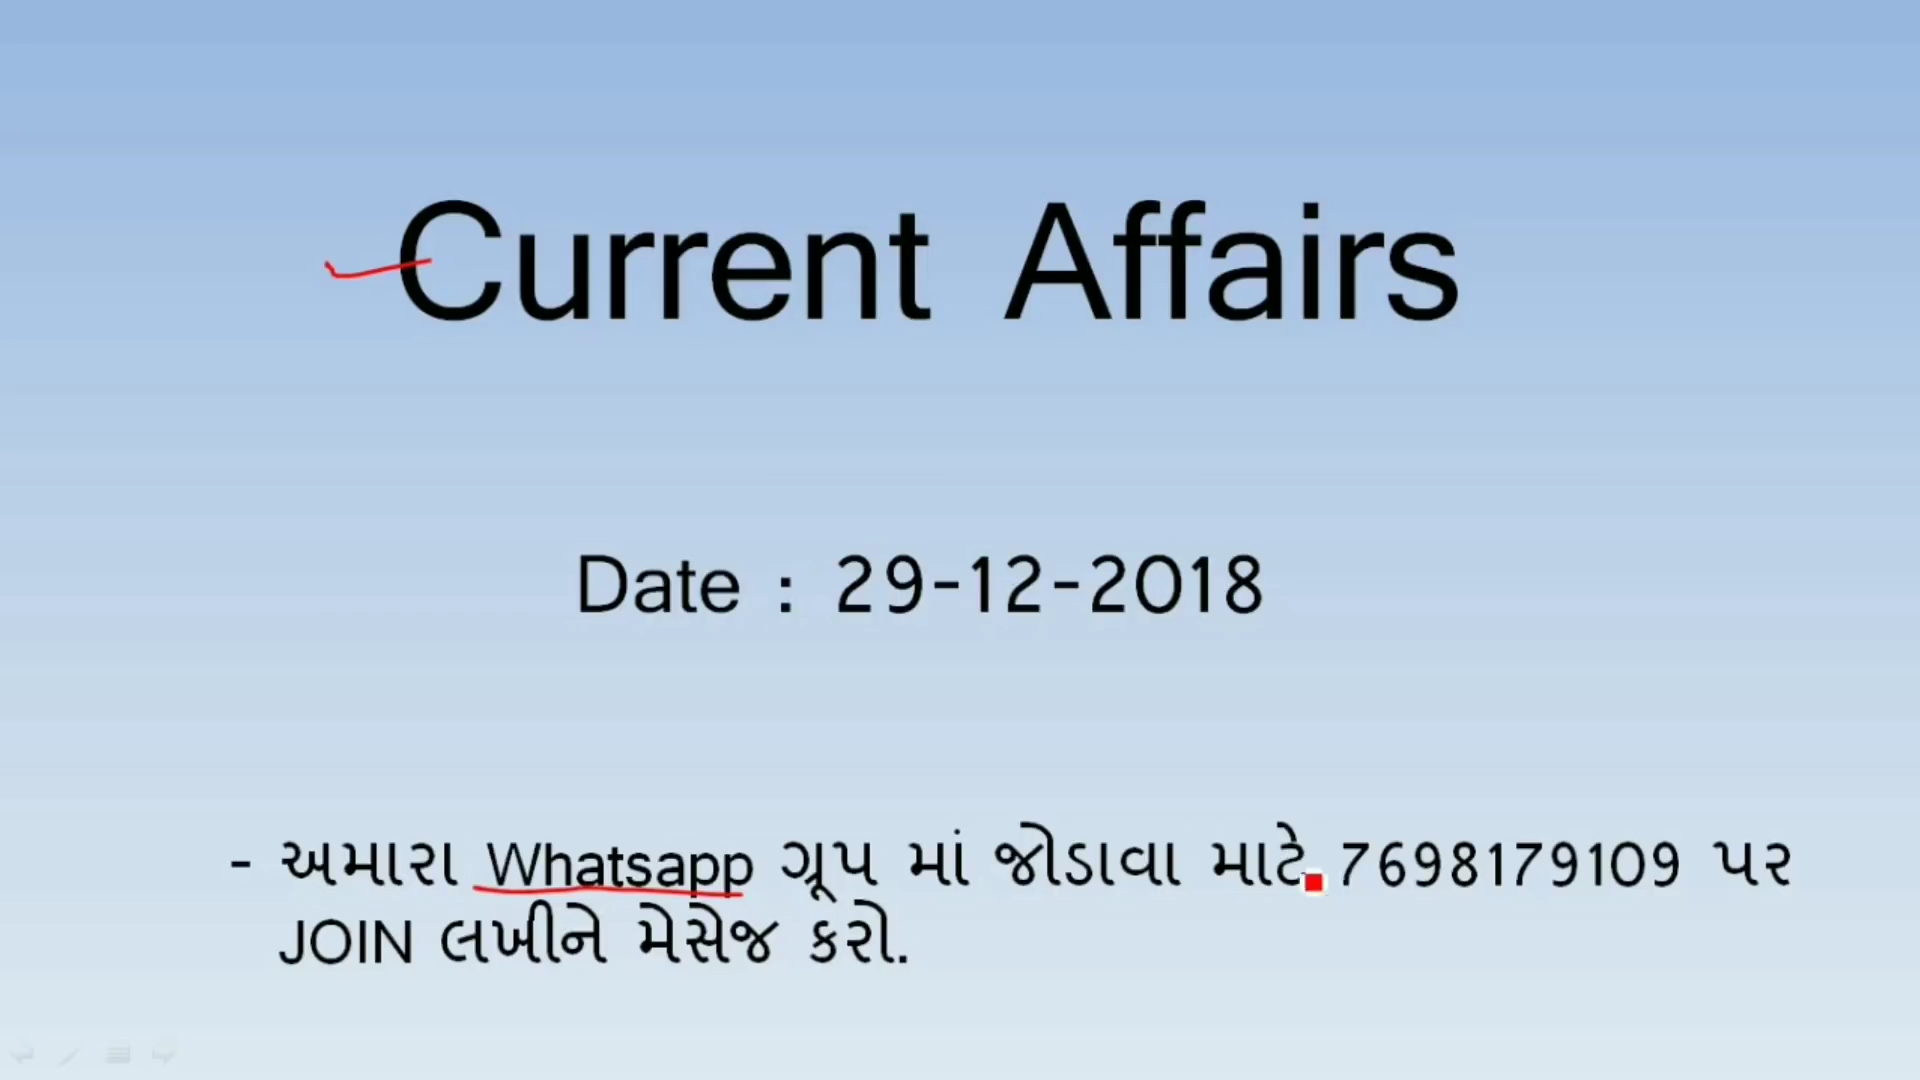 Current Affairs
Date : 29-12-2018
- અમારા Whatsapp ગ્રૂપ માં જોડાવા માટે 7698179109 પર
JOIN લખીને મેસેજ કરો.